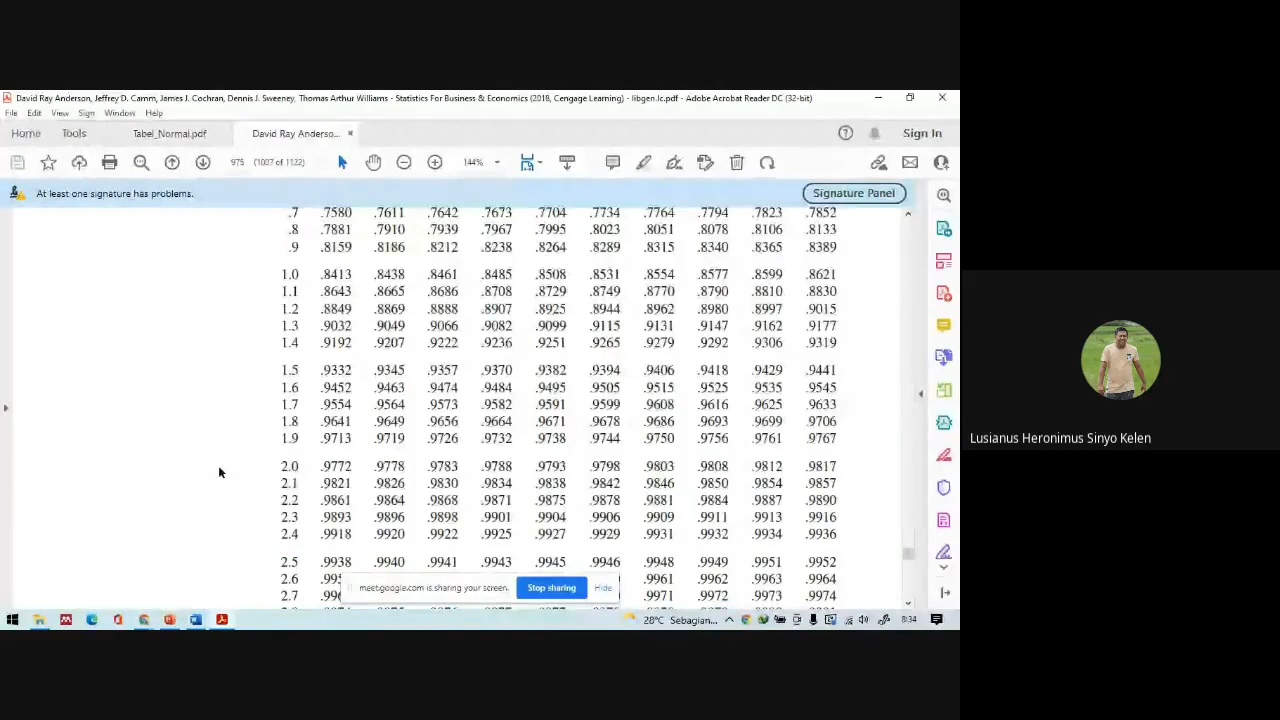 David Ray Anderson, Jeffrey D. Camm, James J. Cochran, Dennis J. Sweeney, Thomas Arthur Williams - Statistics For Business & Economics (2018, Cengage Learning) - libgen.lc.pdf - Adobe Acrobat Reader DC (32-bit)
File Edit View Sign Window Help
Home Tools Tabel_Normal.pdf David Ray Anderso... × Sign In
975 (1007 of 1122) 144%
At least one signature has problems. Signature Panel
.7 .7580 .7611 .7642 .7673 .7704 .7734 .7764 .7794 .7823 .7852
.8 .7881 .7910 .7939 .7967 .7995 .8023 .8051 .8078 .8106 .8133
.9 .8159 .8186 .8212 .8238 .8264 .8289 .8315 .8340 .8365 .8389
1.0 .8413 .8438 .8461 .8485 .8508 .8531 .8554 .8577 .8599 .8621
1.1 .8643 .8665 .8686 .8708 .8729 .8749 .8770 .8790 .8810 .8830
1.2 .8849 .8869 .8888 .8907 .8925 .8944 .8962 .8980 .8997 .9015
1.3 .9032 .9049 .9066 .9082 .9099 .9115 .9131 .9147 .9162 .9177
1.4 .9192 .9207 .9222 .9236 .9251 .9265 .9279 .9292 .9306 .9319
1.5 .9332 .9345 .9357 .9370 .9382 .9394 .9406 .9418 .9429 .9441
1.6 .9452 .9463 .9474 .9484 .9495 .9505 .9515 .9525 .9535 .9545
1.7 .9554 .9564 .9573 .9582 .9591 .9599 .9608 .9616 .9625 .9633
1.8 .9641 .9649 .9656 .9664 .9671 .9678 .9686 .9693 .9699 .9706
1.9 .9713 .9719 .9726 .9732 .9738 .9744 .9750 .9756 .9761 .9767
2.0 .9772 .9778 .9783 .9788 .9793 .9798 .9803 .9808 .9812 .9817
2.1 .9821 .9826 .9830 .9834 .9838 .9842 .9846 .9850 .9854 .9857
2.2 .9861 .9864 .9868 .9871 .9875 .9878 .9881 .9884 .9887 .9890
2.3 .9893 .9896 .9898 .9901 .9904 .9906 .9909 .9911 .9913 .9916
2.4 .9918 .9920 .9922 .9925 .9927 .9929 .9931 .9932 .9934 .9936
2.5 .9938 .9940 .9941 .9943 .9945 .9946 .9948 .9949 .9951 .9952
2.6 .9961 .9962 .9963 .9964
2.7 .9971 .9972 .9973 .9974
meet.google.com is sharing your screen. Stop sharing Hide
28°C Sebagian... 8:34
Lusianus Heronimus Sinyo Kelen